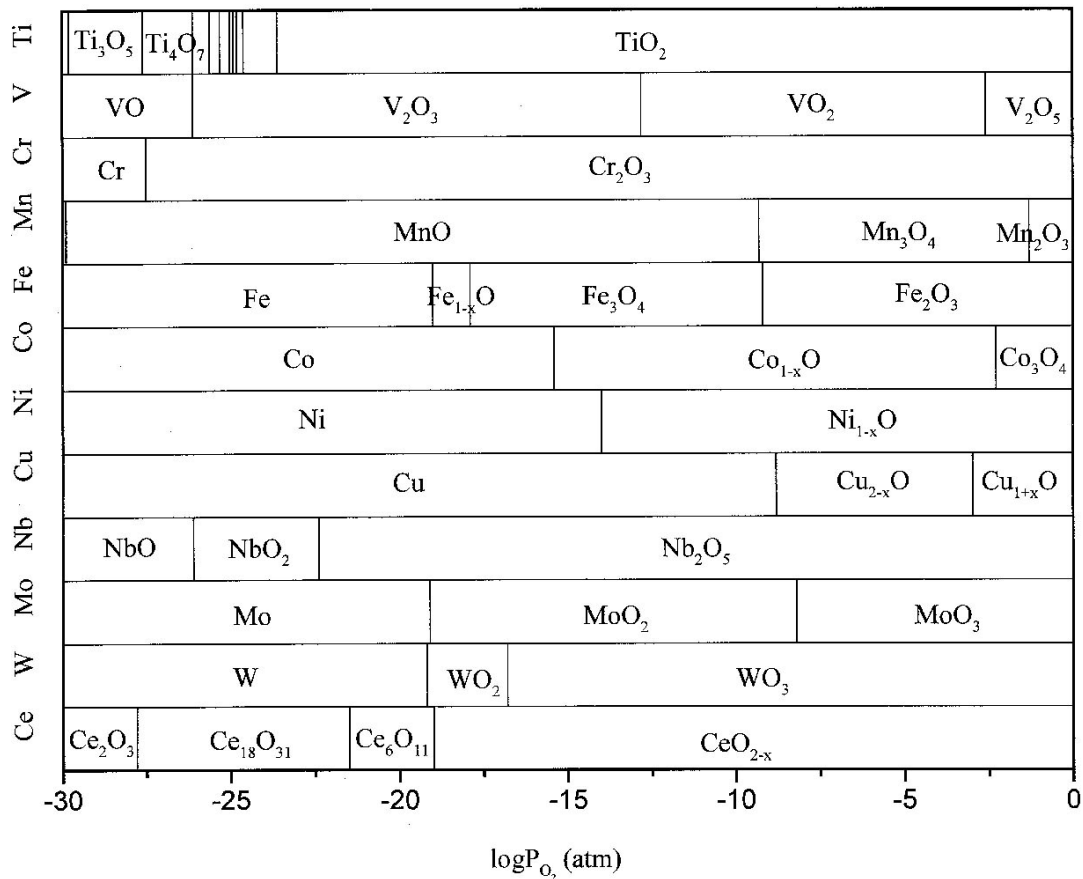 Ti Ti₃O₅ Ti₄O₇ TiO₂
V VO V₂O₃ VO₂ V₂O₅
Cr Cr Cr₂O₃
Mn MnO Mn₃O₄ Mn₂O₃
Fe Fe Fe₁₋ₓO Fe₃O₄ Fe₂O₃
Co Co Co₁₋ₓO Co₃O₄
Ni Ni Ni₁₋ₓO
Cu Cu Cu₂₋ₓO Cu₁₊ₓO
Nb NbO NbO₂ Nb₂O₅
Mo Mo MoO₂ MoO₃
W W WO₂ WO₃
Ce Ce₂O₃ Ce₁₈O₃₁ Ce₆O₁₁ CeO₂₋ₓ
-30 -25 -20 -15 -10 -5 0
logP_O₂ (atm)